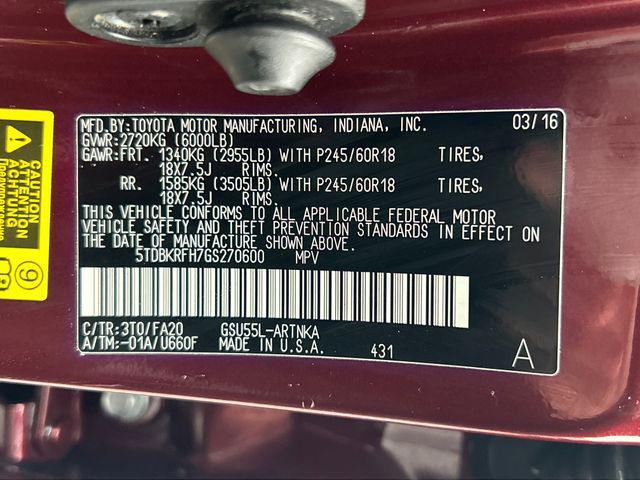 MFD.BY:TOYOTA MOTOR MANUFACTURING, INDIANA, INC. 03/16
GVWR:2720KG (6000LB)
GAWR:FRT. 1340KG (2955LB) WITH P245/60R18 TIRES,
18X7.5J RIMS.
RR. 1585KG (3505LB) WITH P245/60R18 TIRES,
18X7.5J RIMS.
THIS VEHICLE CONFORMS TO ALL APPLICABLE FEDERAL MOTOR
VEHICLE SAFETY AND THEFT PREVENTION STANDARDS IN EFFECT ON
THE DATE OF MANUFACTURE SHOWN ABOVE.
5TDBKRFH7GS270600 MPV
C/TR:3T0/FA20 GSU55L-ARTNKA
A/TM:-01A/U660F MADE IN U.S.A. 431 A
ATTENTION
ACHTUNG